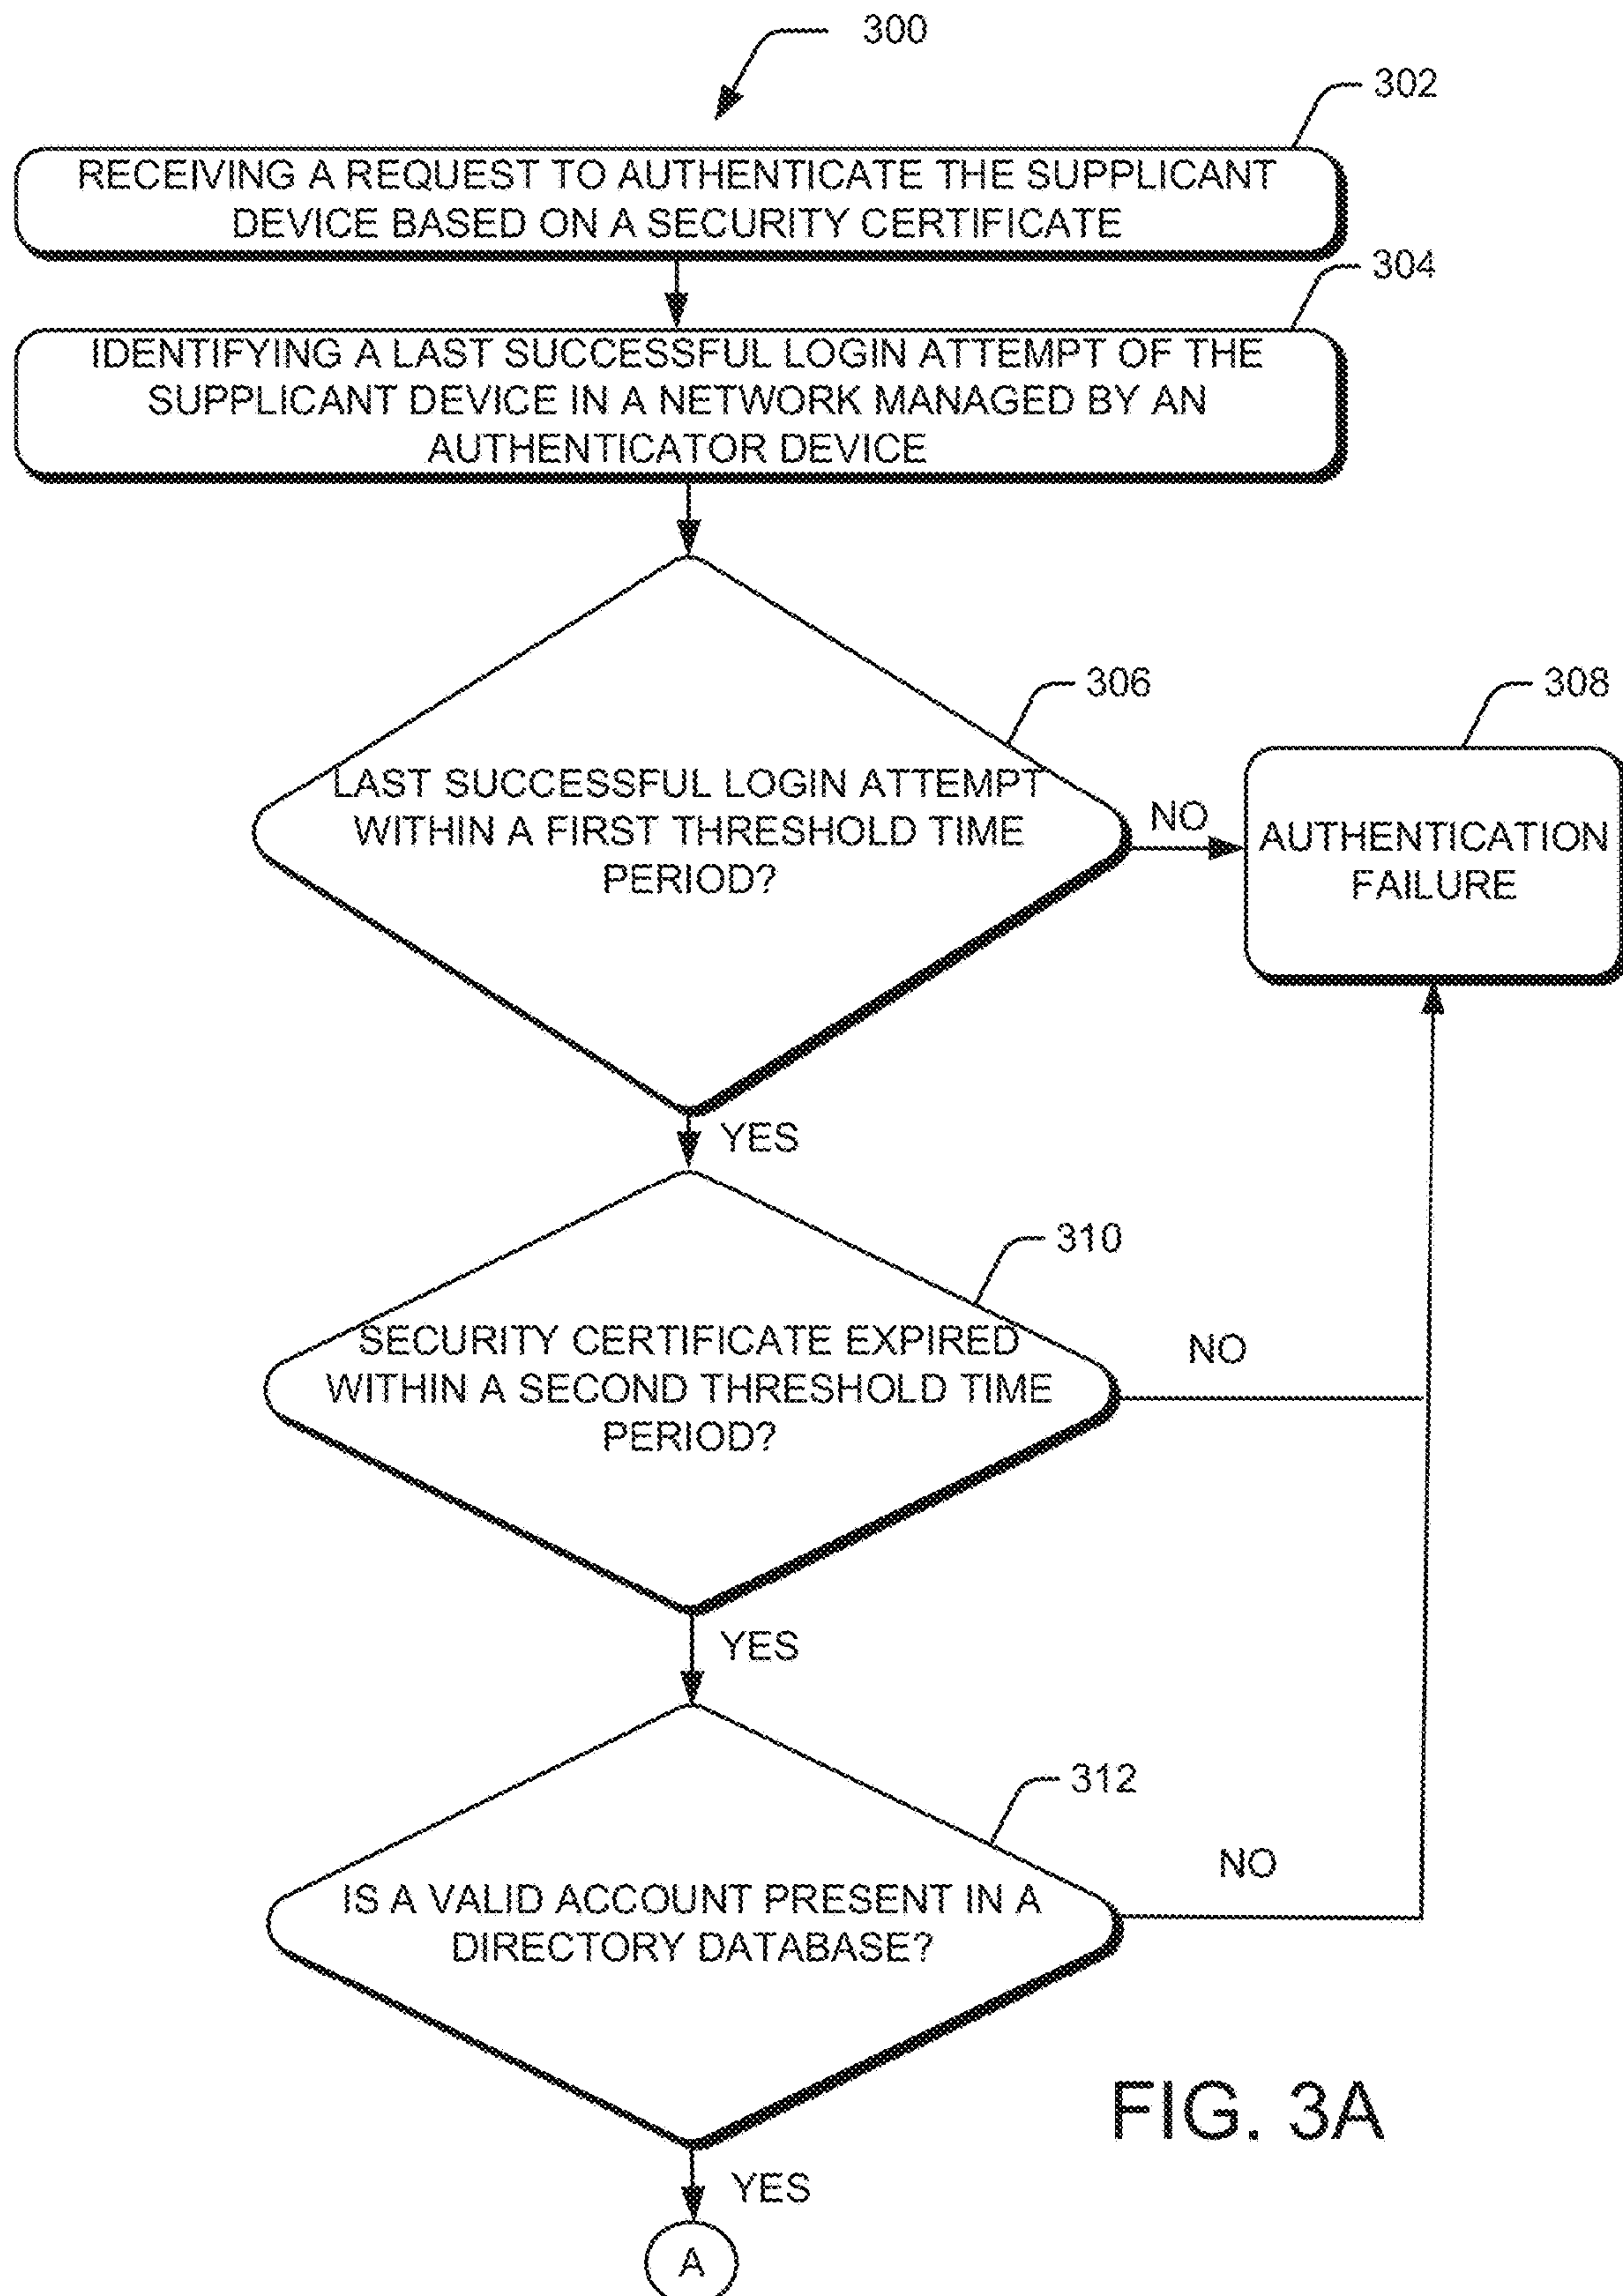 300
302
RECEIVING A REQUEST TO AUTHENTICATE THE SUPPLICANT
DEVICE BASED ON A SECURITY CERTIFICATE
304
IDENTIFYING A LAST SUCCESSFUL LOGIN ATTEMPT OF THE
SUPPLICANT DEVICE IN A NETWORK MANAGED BY AN
AUTHENTICATOR DEVICE
306
LAST SUCCESSFUL LOGIN ATTEMPT
WITHIN A FIRST THRESHOLD TIME
PERIOD?
NO
308
AUTHENTICATION
FAILURE
YES
310
SECURITY CERTIFICATE EXPIRED
WITHIN A SECOND THRESHOLD TIME
PERIOD?
NO
YES
312
IS A VALID ACCOUNT PRESENT IN A
DIRECTORY DATABASE?
NO
YES
A
FIG. 3A